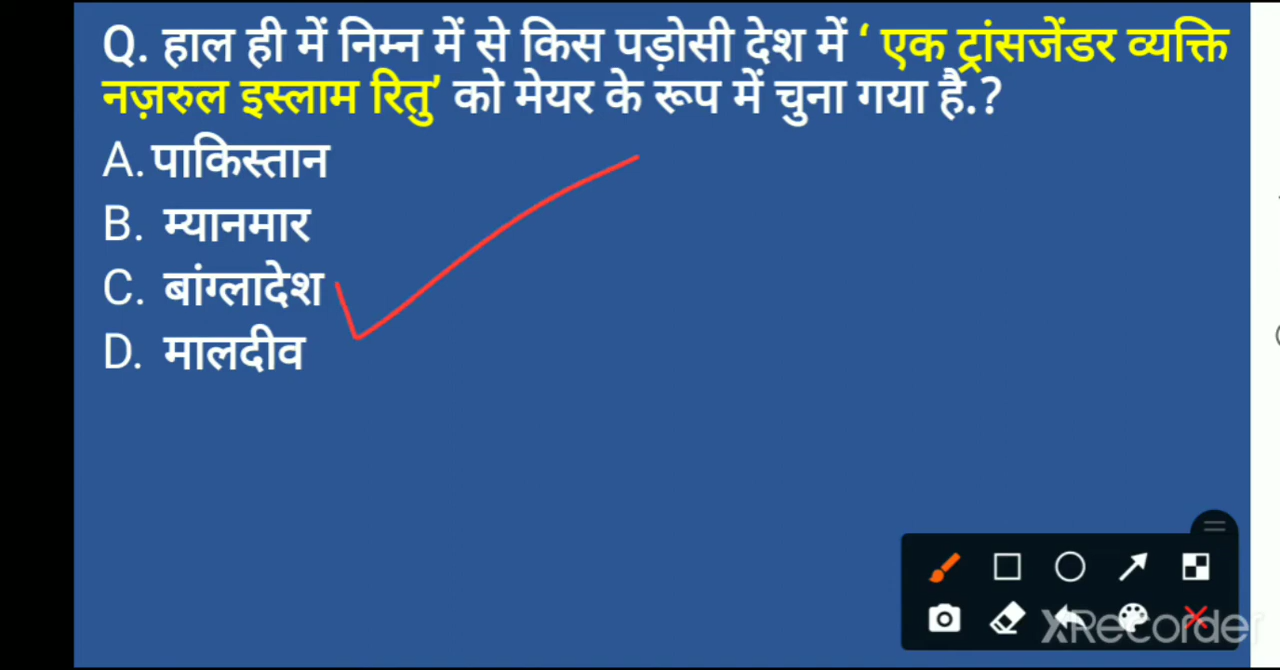 Q. हाल ही में निम्न में से किस पड़ोसी देश में ‘ एक ट्रांसजेंडर व्यक्ति
नज़रुल इस्लाम रितु’ को मेयर के रूप में चुना गया है.?
A. पाकिस्तान
B. म्यानमार
C. बांग्लादेश
D. मालदीव
XRecorder